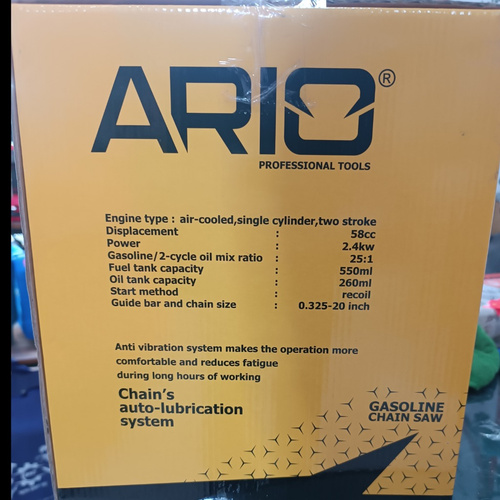 ARIO®
PROFESSIONAL TOOLS
Engine type : air-cooled,single cylinder,two stroke
Displacement : 58cc
Power : 2.4kw
Gasoline/2-cycle oil mix ratio : 25:1
Fuel tank capacity : 550ml
Oil tank capacity : 260ml
Start method : recoil
Guide bar and chain size : 0.325-20 inch
Anti vibration system makes the operation more
comfortable and reduces fatigue
during long hours of working
Chain's
auto-lubrication
system
GASOLINE
CHAIN SAW